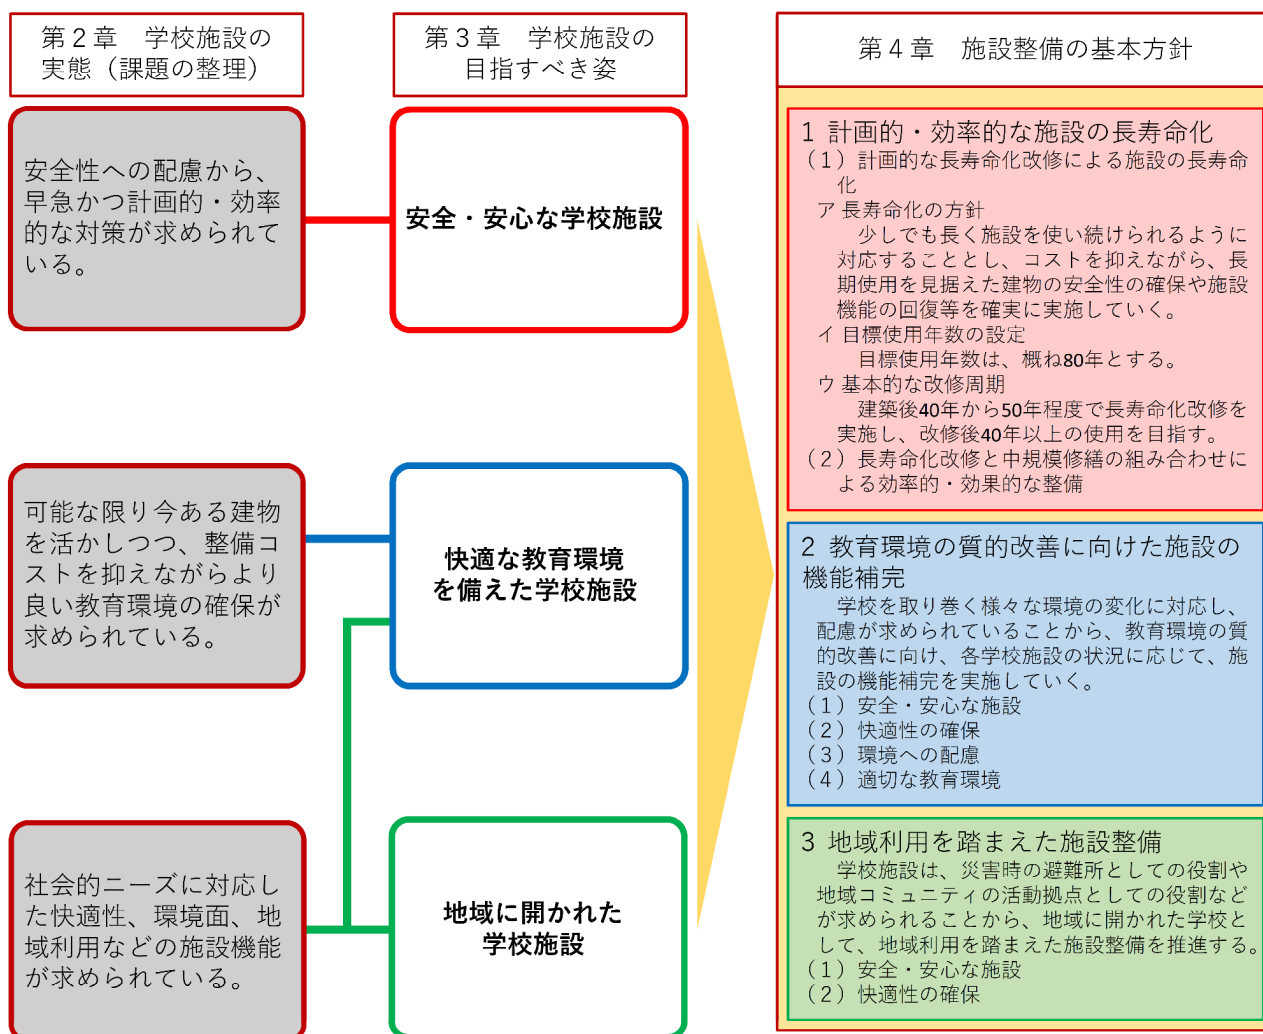 第２章　学校施設の
実態（課題の整理）
第３章　学校施設の
目指すべき姿
第４章　施設整備の基本方針
安全性への配慮から、
早急かつ計画的・効率
的な対策が求められて
いる。
安全・安心な学校施設
可能な限り今ある建物
を活かしつつ、整備コ
ストを抑えながらより
良い教育環境の確保が
求められている。
快適な教育環境
を備えた学校施設
社会的ニーズに対応し
た快適性、環境面、地
域利用などの施設機能
が求められている。
地域に開かれた
学校施設
１ 計画的・効率的な施設の長寿命化
（１）計画的な長寿命化改修による施設の長寿命
化
ア 長寿命化の方針
少しでも長く施設を使い続けられるように
対応することとし、コストを抑えながら、長
期使用を見据えた建物の安全性の確保や施設
機能の回復等を確実に実施していく。
イ 目標使用年数の設定
目標使用年数は、概ね80年とする。
ウ 基本的な改修周期
建築後40年から50年程度で長寿命化改修を
実施し、改修後40年以上の使用を目指す。
（２）長寿命化改修と中規模修繕の組み合わせに
よる効率的・効果的な整備
２ 教育環境の質的改善に向けた施設の
機能補完
学校を取り巻く様々な環境の変化に対応し、
配慮が求められていることから、教育環境の質
的改善に向け、各学校施設の状況に応じて、施
設の機能補完を実施していく。
（１）安全・安心な施設
（２）快適性の確保
（３）環境への配慮
（４）適切な教育環境
３ 地域利用を踏まえた施設整備
学校施設は、災害時の避難所としての役割や
地域コミュニティの活動拠点としての役割など
が求められることから、地域に開かれた学校と
して、地域利用を踏まえた施設整備を推進する。
（１）安全・安心な施設
（２）快適性の確保